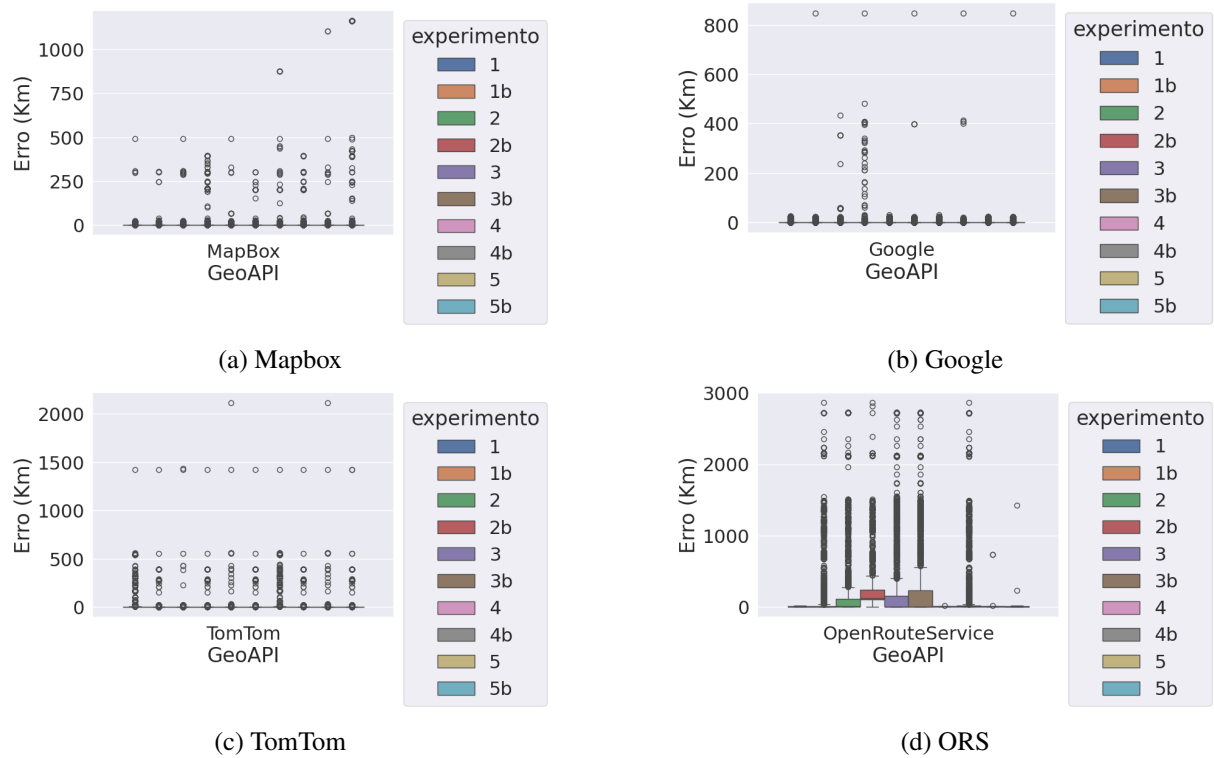 1000
750
500
250
0
Erro (Km)
MapBox
GeoAPI
experimento
1
1b
2
2b
3
3b
4
4b
5
5b
(a) Mapbox
800
600
400
200
0
Erro (Km)
Google
GeoAPI
experimento
1
1b
2
2b
3
3b
4
4b
5
5b
(b) Google
2000
1500
1000
500
0
Erro (Km)
TomTom
GeoAPI
experimento
1
1b
2
2b
3
3b
4
4b
5
5b
(c) TomTom
3000
2000
1000
0
Erro (Km)
OpenRouteService
GeoAPI
experimento
1
1b
2
2b
3
3b
4
4b
5
5b
(d) ORS